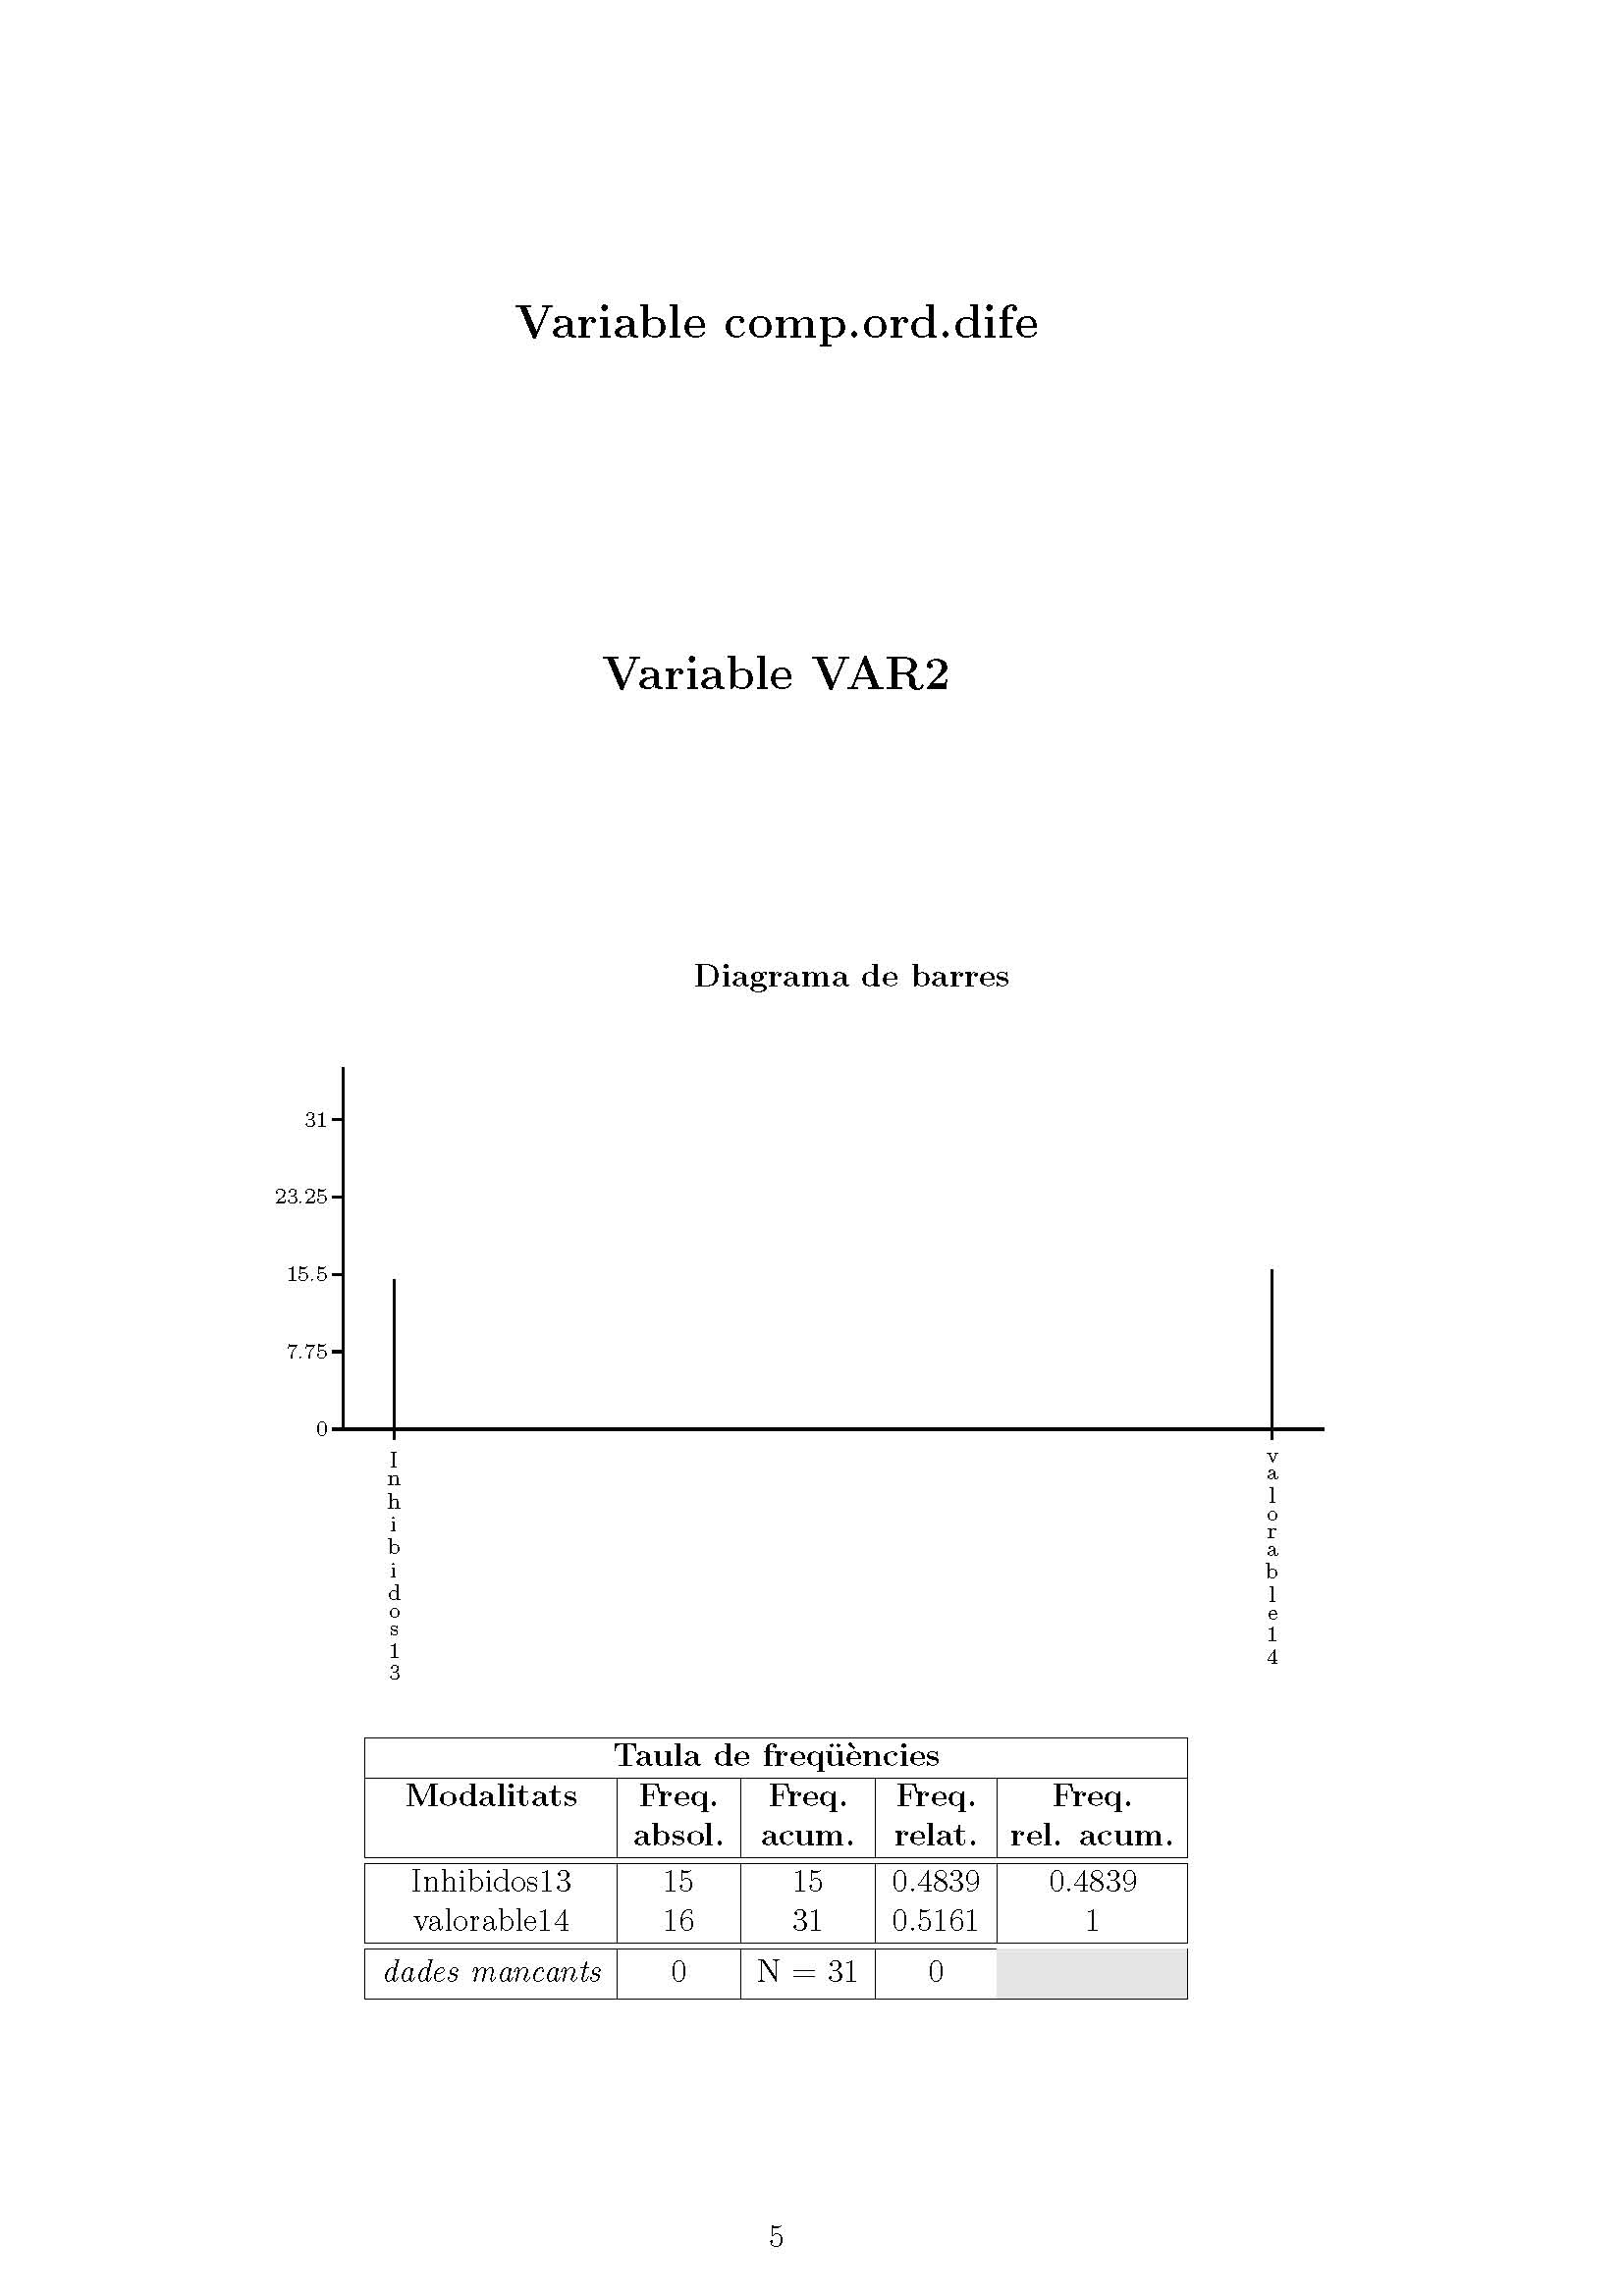 Variable comp.ord.dife
Variable VAR2
Diagrama de barres
31
23.25
15.5
7.75
0
Inhibidos13
valorable14
Taula de freqüències
Modalitats Freq. Freq. Freq. Freq.
absol. acum. relat. rel. acum.
Inhibidos13 15 15 0.4839 0.4839
valorable14 16 31 0.5161 1
dades mancants 0 N = 31 0
5